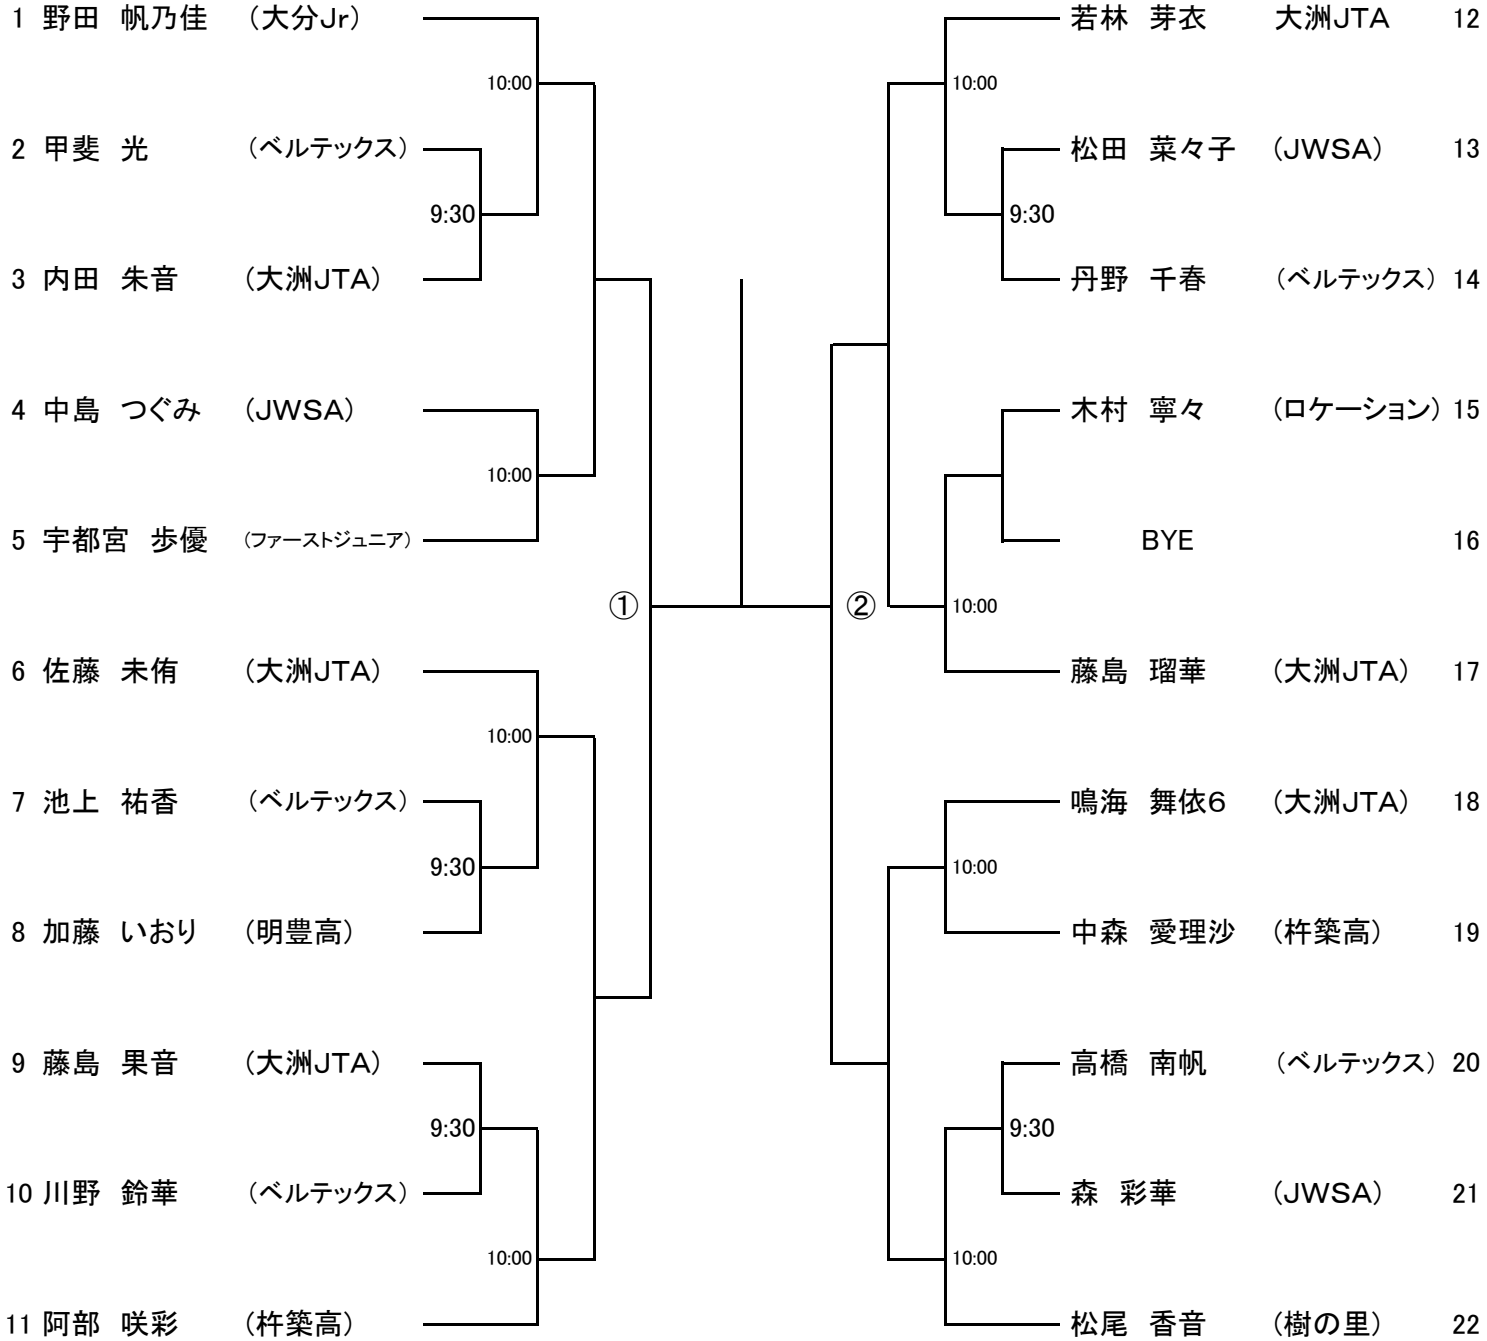 1 野田 帆乃佳 (大分Jr)
10:00
2 甲斐 光 (ベルテックス)
9:30
3 内田 朱音 (大洲JTA)
4 中島 つぐみ (JWSA)
10:00
5 宇都宮 歩優 (ファーストジュニア)
①
6 佐藤 未侑 (大洲JTA)
10:00
7 池上 祐香 (ベルテックス)
9:30
8 加藤 いおり (明豊高)
9 藤島 果音 (大洲JTA)
9:30
10 川野 鈴華 (ベルテックス)
10:00
11 阿部 咲彩 (杵築高)
若林 芽衣 大洲JTA 12
10:00
松田 菜々子 (JWSA) 13
9:30
丹野 千春 (ベルテックス) 14
木村 寧々 (ロケーション) 15
BYE 16
② 10:00
藤島 瑠華 (大洲JTA) 17
鳴海 舞依6 (大洲JTA) 18
10:00
中森 愛理沙 (杵築高) 19
高橋 南帆 (ベルテックス) 20
9:30
森 彩華 (JWSA) 21
10:00
松尾 香音 (樹の里) 22